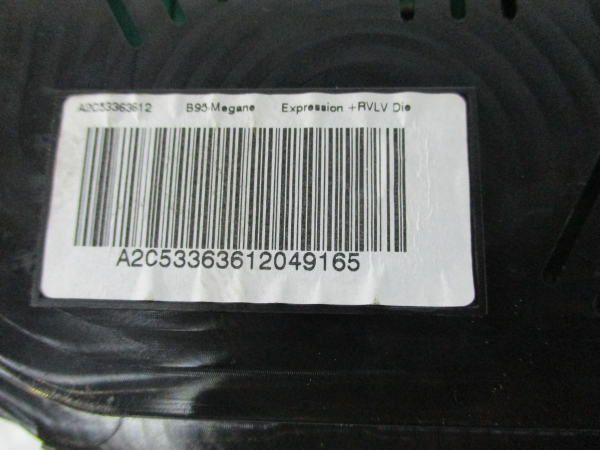 A2C53363612 B95 Megane Expression +RVLV Die
A2C53363612049165